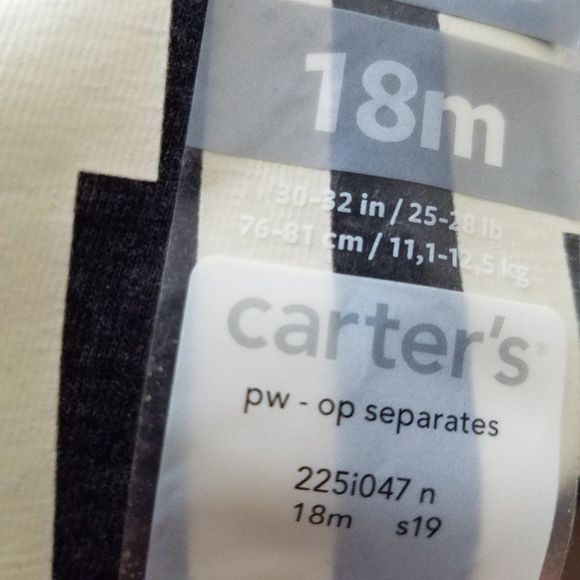 18m
30-32 in / 25-28 lb
76-81 cm / 11,1-12,5 kg
carter's®
pw - op separates
225i047 n
18m s19